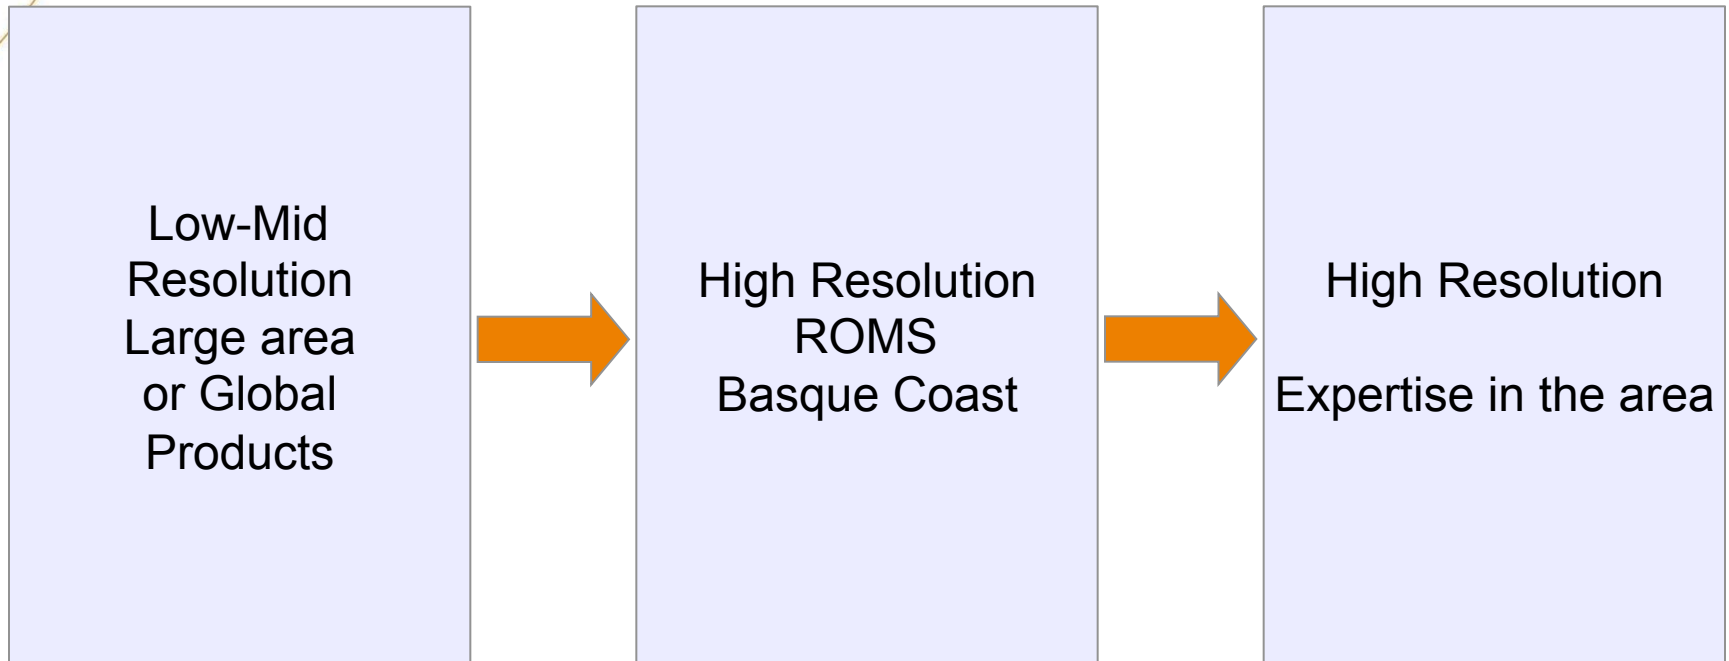 Low-Mid
Resolution
Large area
or Global
Products
High Resolution
ROMS
Basque Coast
High Resolution
Expertise in the area